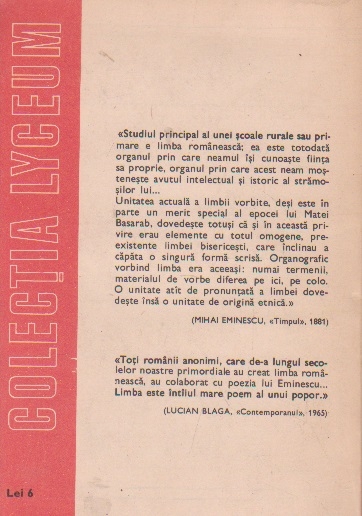 COLECȚIA LYCEUM
«Studiul principal al unei școale rurale sau pri-
mare e limba românească; ea este totodată
organul prin care neamul își cunoaște ființa
sa proprie, organul prin care acest neam moș-
tenește avutul intelectual și istoric al strămo-
șilor lui...
Unitatea actuală a limbii vorbite, deși este în
parte un merit special al epocei lui Matei
Basarab, dovedește totuși că și în această pri-
vire erau elemente cu totul omogene, pre-
existente limbei bisericești, care înclinau a
căpăta o singură formă scrisă. Organografic
vorbind limba era aceeași: numai termenii,
materialul de vorbe diferea pe ici, pe colo.
O unitate atît de pronunțată a limbei dove-
dește însă o unitate de origină etnică.»
(MIHAI EMINESCU, «Timpul», 1881)
«Toți românii anonimi, care de-a lungul seco-
lelor noastre primordiale au creat limba romă-
nească, au colaborat cu poezia lui Eminescu...
Limba este întîiul mare poem al unui popor.»
(LUCIAN BLAGA, «Contemporanul», 1965)
Lei 6